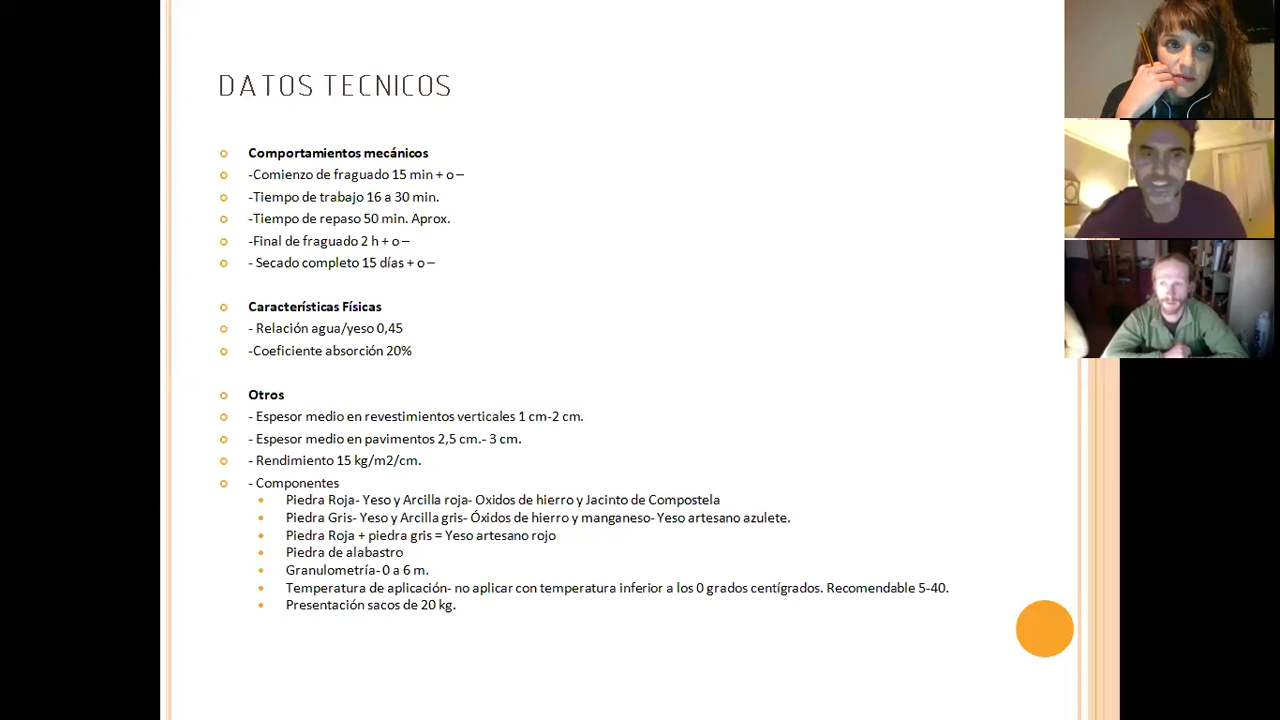 DATOS TECNICOS
Comportamientos mecánicos
-Comienzo de fraguado 15 min + o –
-Tiempo de trabajo 16 a 30 min.
-Tiempo de repaso 50 min. Aprox.
-Final de fraguado 2 h + o –
- Secado completo 15 días + o –
Características Físicas
- Relación agua/yeso 0,45
-Coeficiente absorción 20%
Otros
- Espesor medio en revestimientos verticales 1 cm-2 cm.
- Espesor medio en pavimentos 2,5 cm.- 3 cm.
- Rendimiento 15 kg/m2/cm.
- Componentes
Piedra Roja- Yeso y Arcilla roja- Oxidos de hierro y Jacinto de Compostela
Piedra Gris- Yeso y Arcilla gris- Óxidos de hierro y manganeso- Yeso artesano azulete.
Piedra Roja + piedra gris = Yeso artesano rojo
Piedra de alabastro
Granulometría- 0 a 6 m.
Temperatura de aplicación- no aplicar con temperatura inferior a los 0 grados centígrados. Recomendable 5-40.
Presentación sacos de 20 kg.